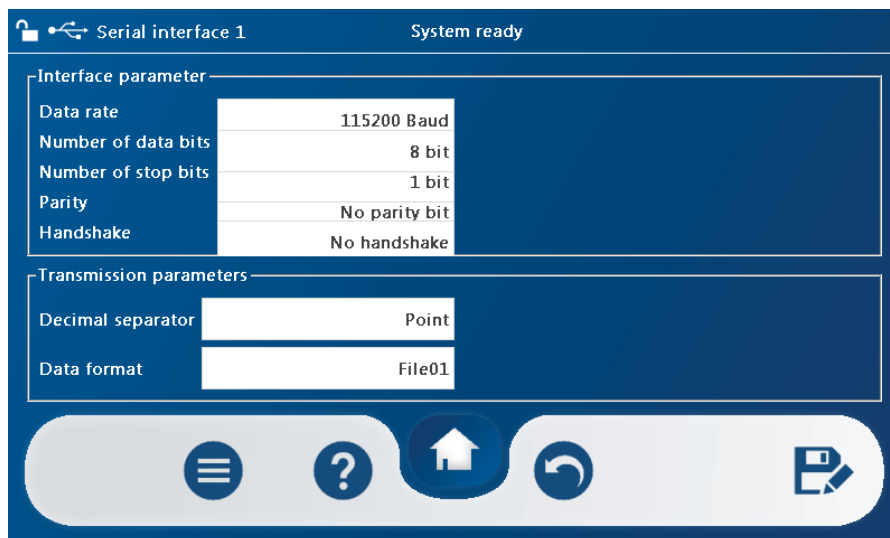 Serial interface 1 System ready
Interface parameter
Data rate 115200 Baud
Number of data bits 8 bit
Number of stop bits 1 bit
Parity No parity bit
Handshake No handshake
Transmission parameters
Decimal separator Point
Data format File01
?